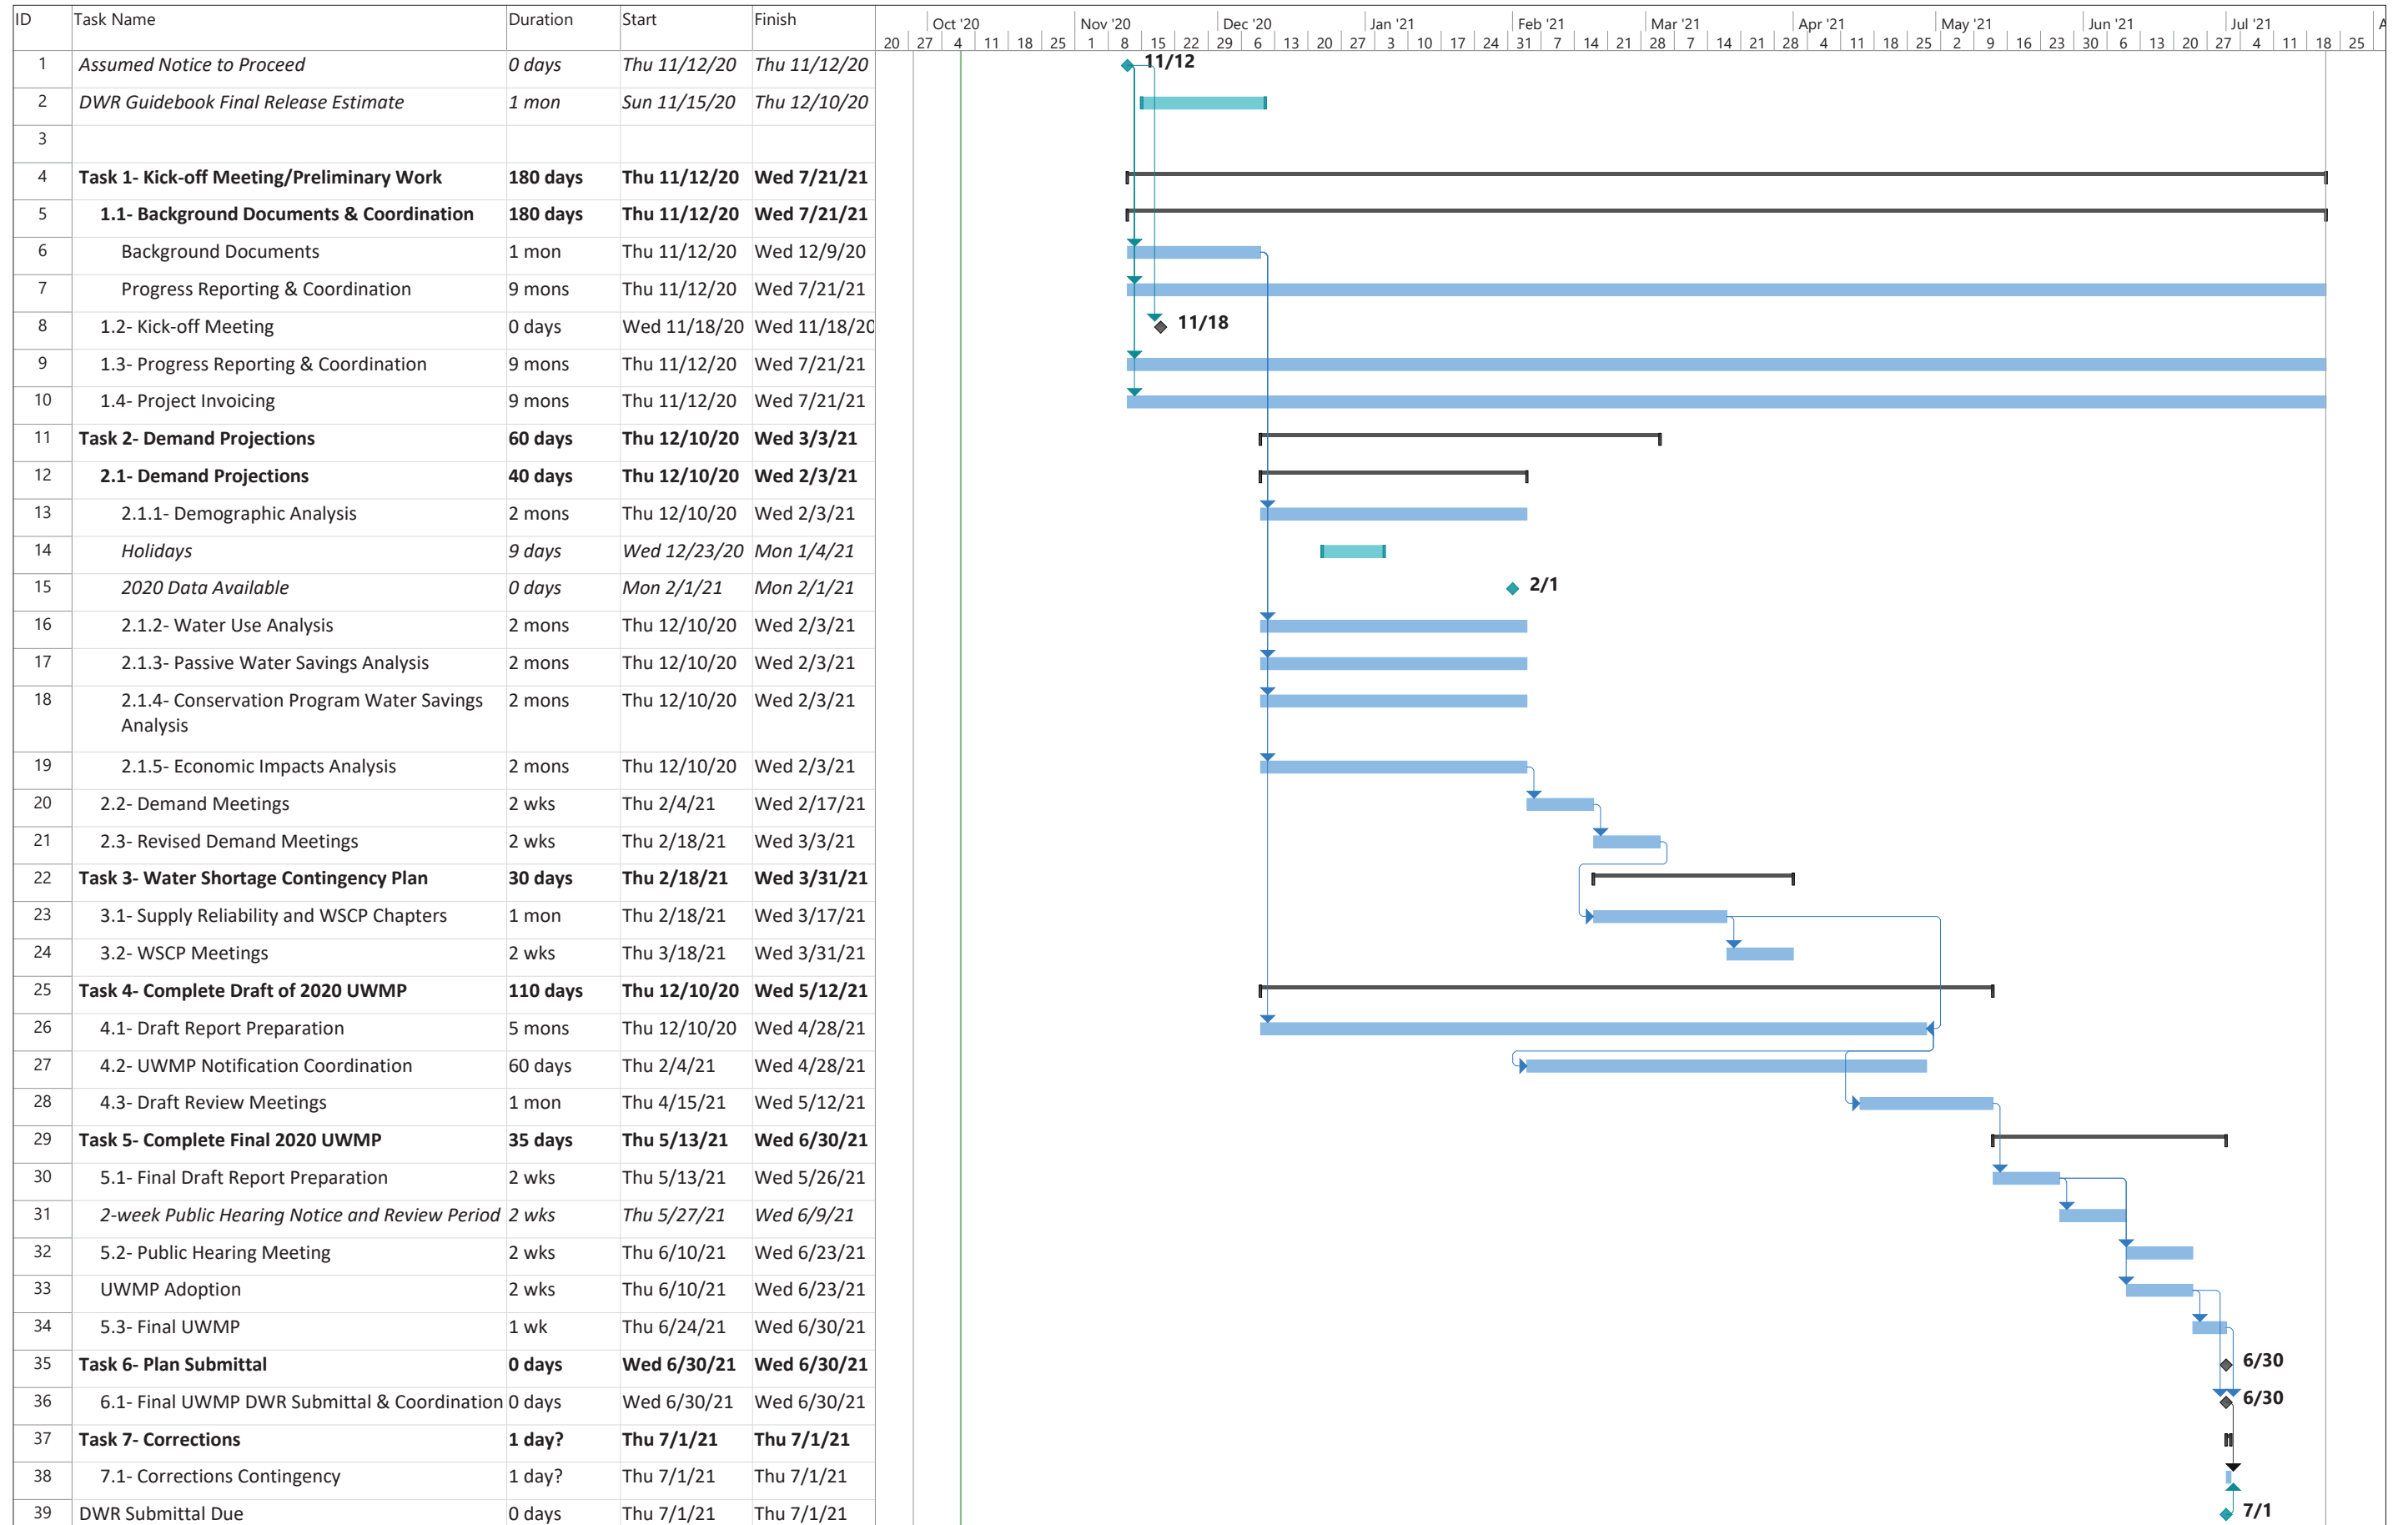 ID Task Name Duration Start Finish Oct '20 Nov '20 Dec '20 Jan '21 Feb '21 Mar '21 Apr '21 May '21 Jun '21 Jul '21 A
20 27 4 11 18 25 1 8 15 22 29 6 13 20 27 3 10 17 24 31 7 14 21 28 7 14 21 28 4 11 18 25 2 9 16 23 30 6 13 20 27 4 11 18 25
1 Assumed Notice to Proceed 0 days Thu 11/12/20 Thu 11/12/20 11/12
2 DWR Guidebook Final Release Estimate 1 mon Sun 11/15/20 Thu 12/10/20
3
4 Task 1- Kick-off Meeting/Preliminary Work 180 days Thu 11/12/20 Wed 7/21/21
5 1.1- Background Documents & Coordination 180 days Thu 11/12/20 Wed 7/21/21
6 Background Documents 1 mon Thu 11/12/20 Wed 12/9/20
7 Progress Reporting & Coordination 9 mons Thu 11/12/20 Wed 7/21/21
8 1.2- Kick-off Meeting 0 days Wed 11/18/20 Wed 11/18/20 11/18
9 1.3- Progress Reporting & Coordination 9 mons Thu 11/12/20 Wed 7/21/21
10 1.4- Project Invoicing 9 mons Thu 11/12/20 Wed 7/21/21
11 Task 2- Demand Projections 60 days Thu 12/10/20 Wed 3/3/21
12 2.1- Demand Projections 40 days Thu 12/10/20 Wed 2/3/21
13 2.1.1- Demographic Analysis 2 mons Thu 12/10/20 Wed 2/3/21
14 Holidays 9 days Wed 12/23/20 Mon 1/4/21
15 2020 Data Available 0 days Mon 2/1/21 Mon 2/1/21 2/1
16 2.1.2- Water Use Analysis 2 mons Thu 12/10/20 Wed 2/3/21
17 2.1.3- Passive Water Savings Analysis 2 mons Thu 12/10/20 Wed 2/3/21
18 2.1.4- Conservation Program Water Savings 2 mons Thu 12/10/20 Wed 2/3/21
Analysis
19 2.1.5- Economic Impacts Analysis 2 mons Thu 12/10/20 Wed 2/3/21
20 2.2- Demand Meetings 2 wks Thu 2/4/21 Wed 2/17/21
21 2.3- Revised Demand Meetings 2 wks Thu 2/18/21 Wed 3/3/21
22 Task 3- Water Shortage Contingency Plan 30 days Thu 2/18/21 Wed 3/31/21
23 3.1- Supply Reliability and WSCP Chapters 1 mon Thu 2/18/21 Wed 3/17/21
24 3.2- WSCP Meetings 2 wks Thu 3/18/21 Wed 3/31/21
25 Task 4- Complete Draft of 2020 UWMP 110 days Thu 12/10/20 Wed 5/12/21
26 4.1- Draft Report Preparation 5 mons Thu 12/10/20 Wed 4/28/21
27 4.2- UWMP Notification Coordination 60 days Thu 2/4/21 Wed 4/28/21
28 4.3- Draft Review Meetings 1 mon Thu 4/15/21 Wed 5/12/21
29 Task 5- Complete Final 2020 UWMP 35 days Thu 5/13/21 Wed 6/30/21
30 5.1- Final Draft Report Preparation 2 wks Thu 5/13/21 Wed 5/26/21
31 2-week Public Hearing Notice and Review Period 2 wks Thu 5/27/21 Wed 6/9/21
32 5.2- Public Hearing Meeting 2 wks Thu 6/10/21 Wed 6/23/21
33 UWMP Adoption 2 wks Thu 6/10/21 Wed 6/23/21
34 5.3- Final UWMP 1 wk Thu 6/24/21 Wed 6/30/21
35 Task 6- Plan Submittal 0 days Wed 6/30/21 Wed 6/30/21 6/30
36 6.1- Final UWMP DWR Submittal & Coordination 0 days Wed 6/30/21 Wed 6/30/21 6/30
37 Task 7- Corrections 1 day? Thu 7/1/21 Thu 7/1/21
38 7.1- Corrections Contingency 1 day? Thu 7/1/21 Thu 7/1/21
39 DWR Submittal Due 0 days Thu 7/1/21 Thu 7/1/21 7/1